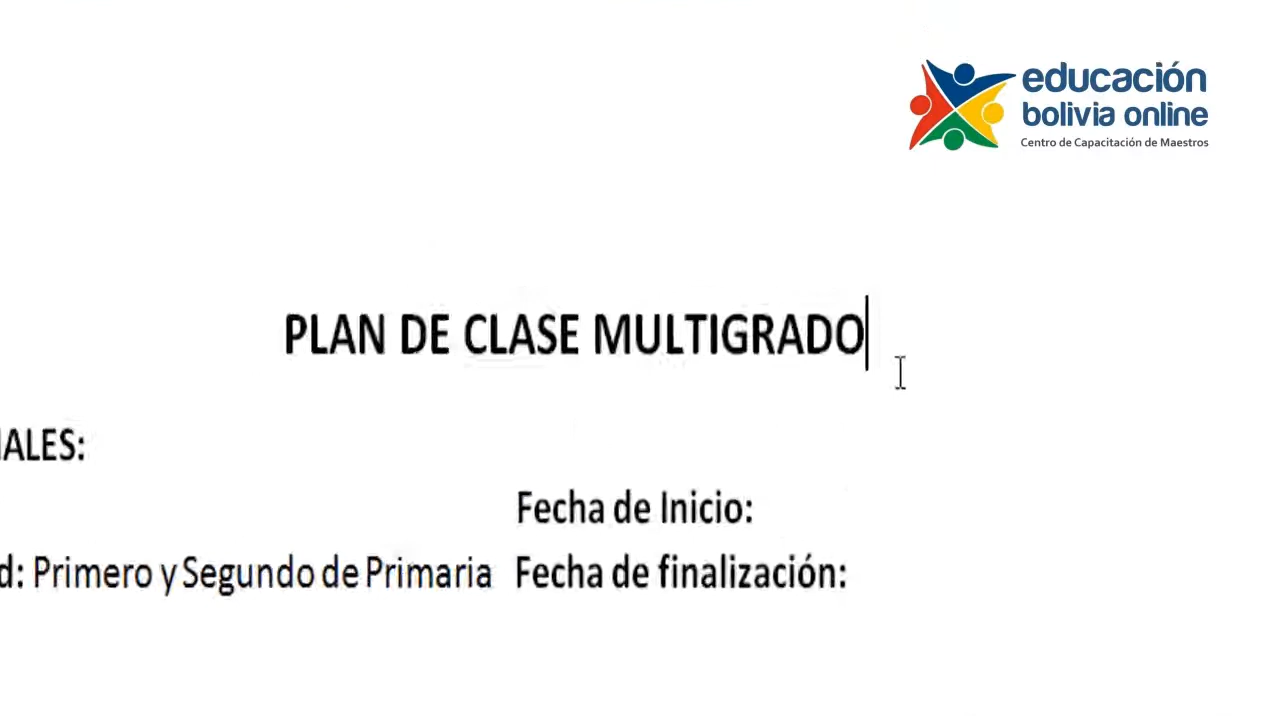 educación
bolivia online
Centro de Capacitación de Maestros
PLAN DE CLASE MULTIGRADO
IALES:
Fecha de Inicio:
d: Primero y Segundo de Primaria Fecha de finalización: